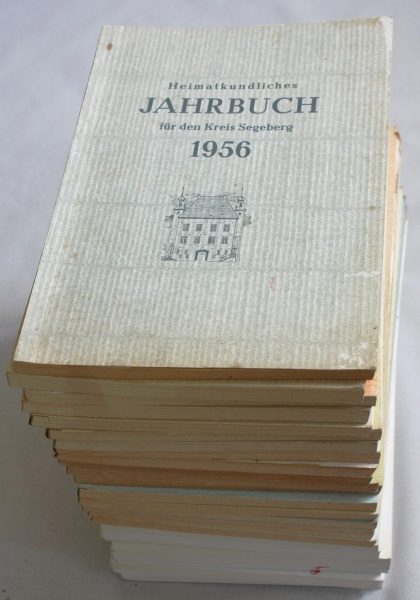 Heimatkundliches
JAHRBUCH
für den Kreis Segeberg
1956